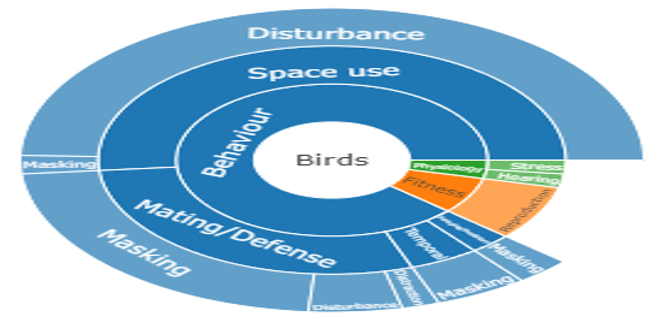 Disturbance
Space use
Behaviour
Birds
Masking
Physiology
Stress
Hearing
Fitness
Reproduction
Mating/Defense
Temporal
Masking
Masking
Disturbance
Distraction
Masking